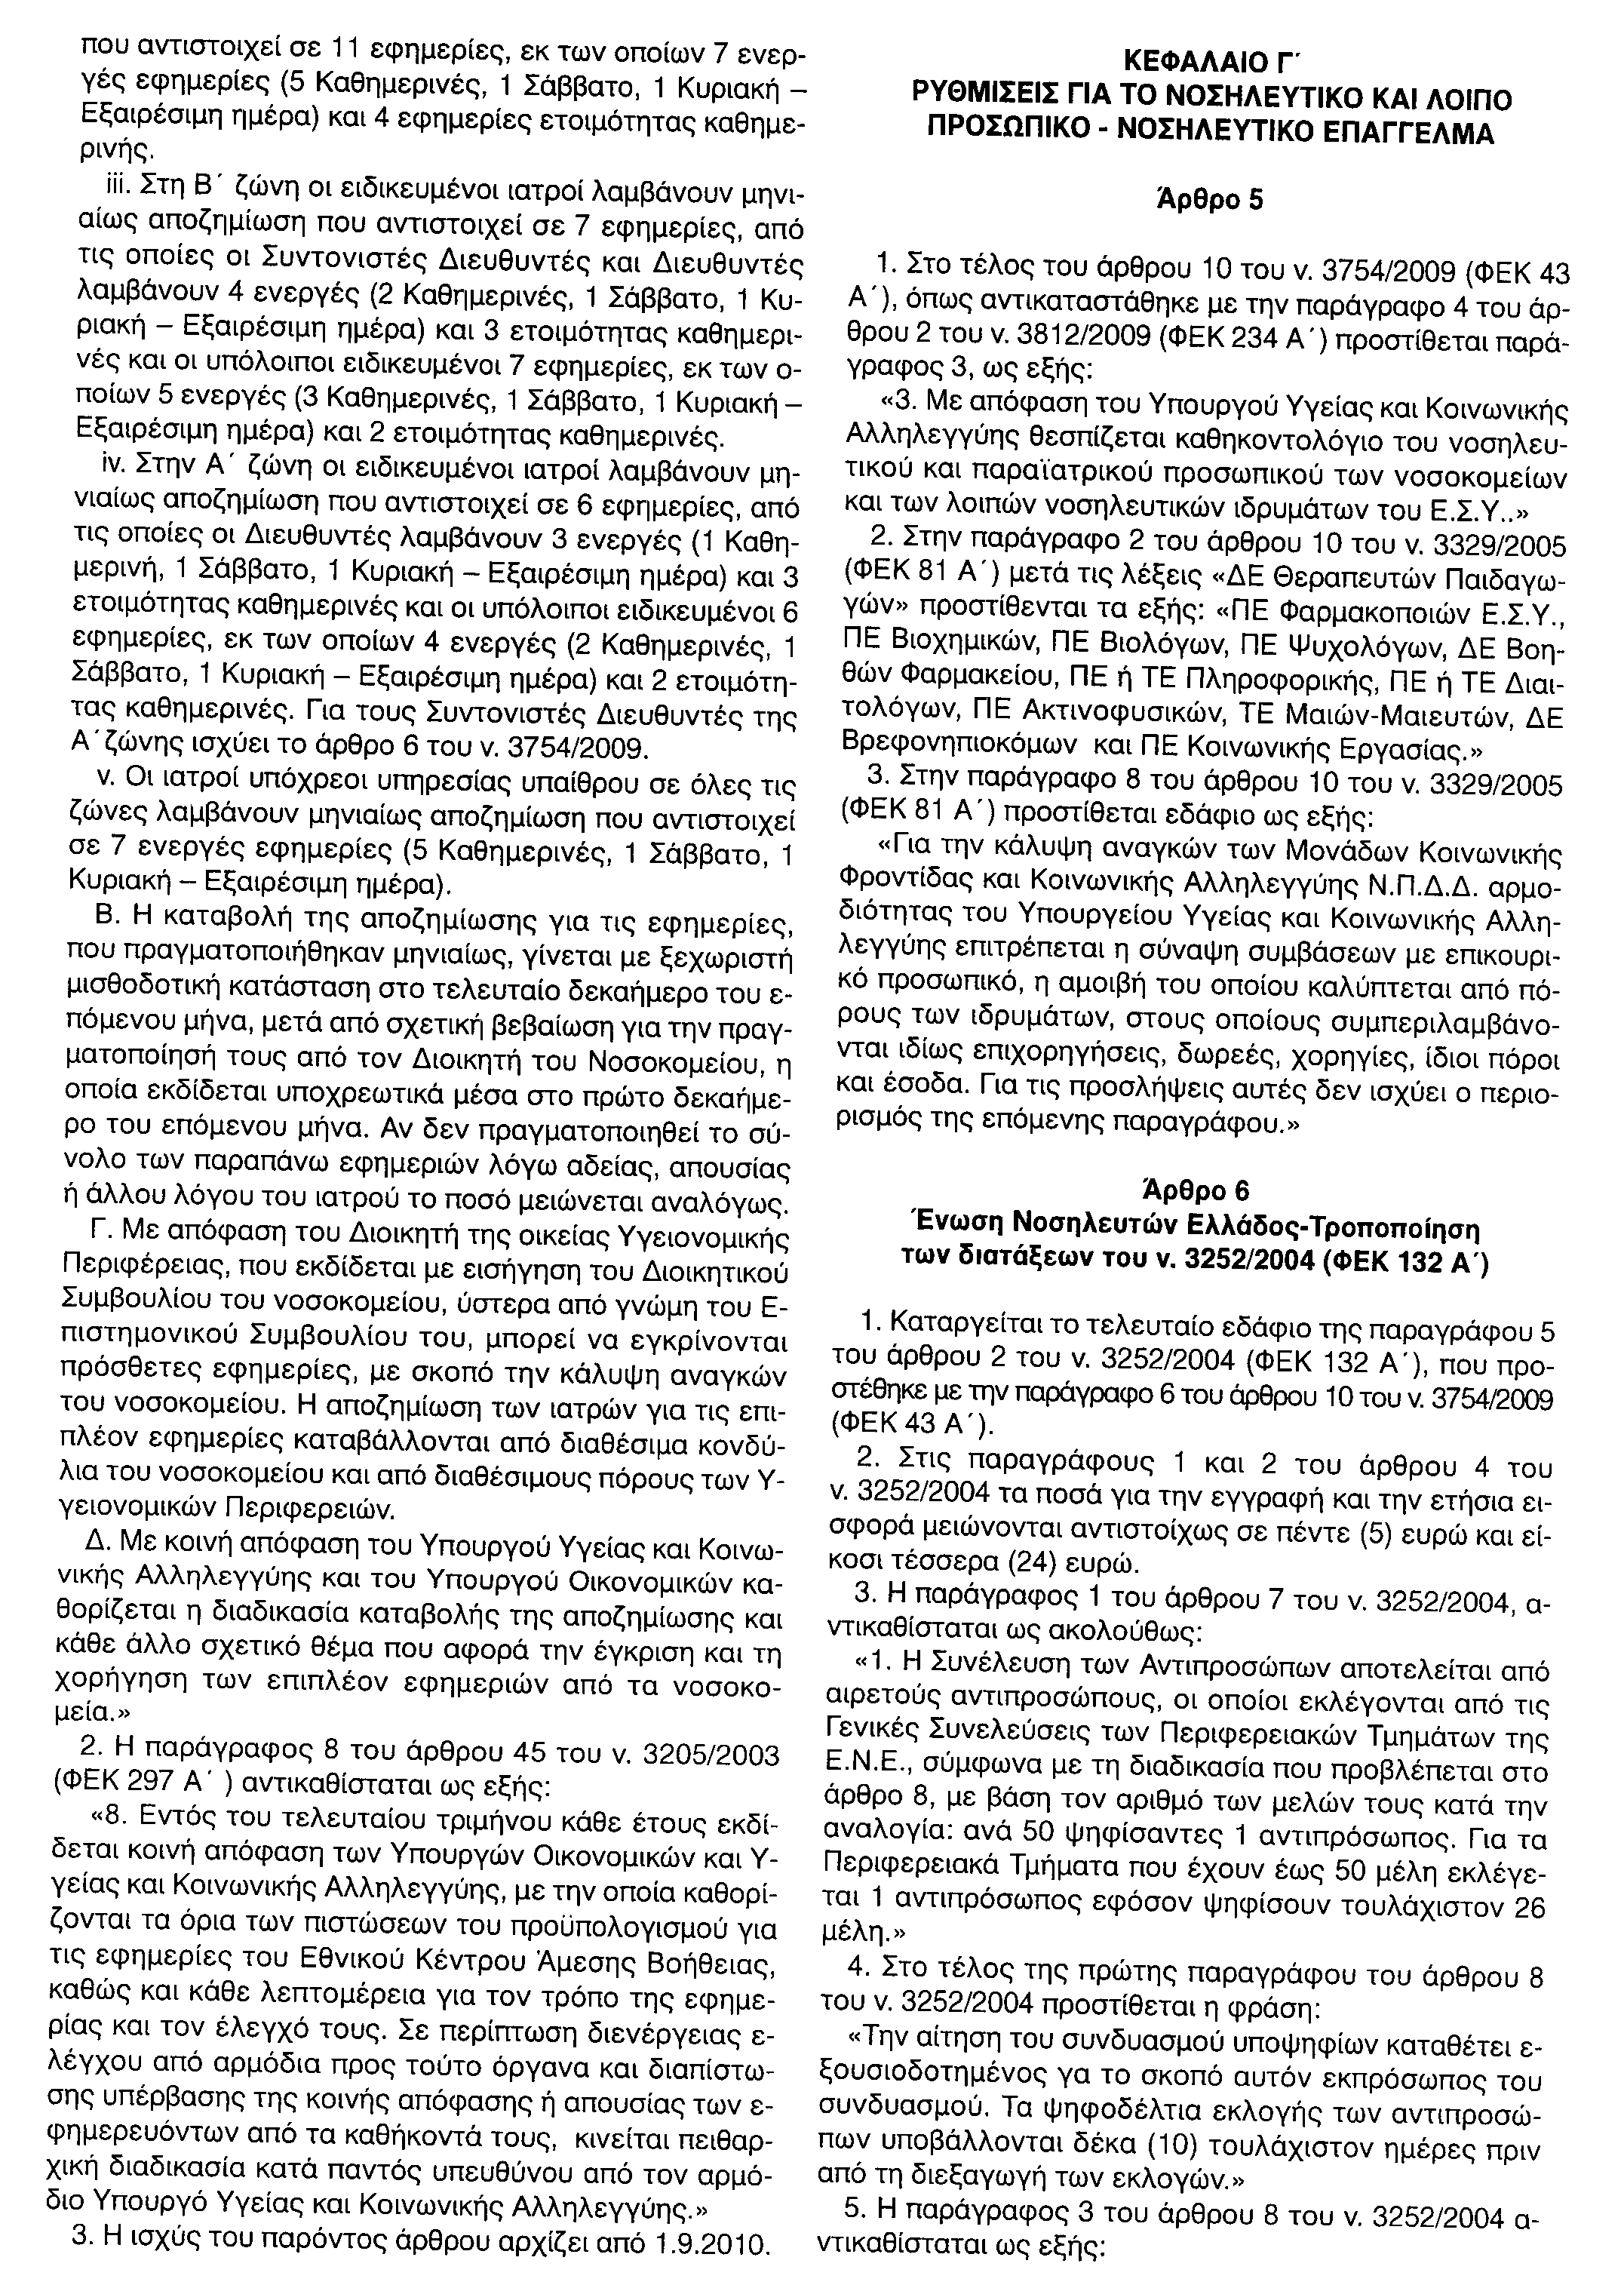 που αντιστοιχεί σε 11 εφημερίες, εκ των οποίων 7 ενερ-
γές εφημερίες (5 Καθημερινές, 1 Σάββατο, 1 Κυριακή –
Εξαιρέσιμη ημέρα) και 4 εφημερίες ετοιμότητας καθημε-
ρινής.
iii. Στη Β΄ ζώνη οι ειδικευμένοι ιατροί λαμβάνουν μηνι-
αίως αποζημίωση που αντιστοιχεί σε 7 εφημερίες, από
τις οποίες οι Συντονιστές Διευθυντές και Διευθυντές
λαμβάνουν 4 ενεργές (2 Καθημερινές, 1 Σάββατο, 1 Κυ-
ριακή – Εξαιρέσιμη ημέρα) και 3 ετοιμότητας καθημερι-
νές και οι υπόλοιποι ειδικευμένοι 7 εφημερίες, εκ των ο-
ποίων 5 ενεργές (3 Καθημερινές, 1 Σάββατο, 1 Κυριακή –
Εξαιρέσιμη ημέρα) και 2 ετοιμότητας καθημερινές.
iv. Στην Α΄ ζώνη οι ειδικευμένοι ιατροί λαμβάνουν μη-
νιαίως αποζημίωση που αντιστοιχεί σε 6 εφημερίες, από
τις οποίες οι Διευθυντές λαμβάνουν 3 ενεργές (1 Καθη-
μερινή, 1 Σάββατο, 1 Κυριακή – Εξαιρέσιμη ημέρα) και 3
ετοιμότητας καθημερινές και οι υπόλοιποι ειδικευμένοι 6
εφημερίες, εκ των οποίων 4 ενεργές (2 Καθημερινές, 1
Σάββατο, 1 Κυριακή – Εξαιρέσιμη ημέρα) και 2 ετοιμότη-
τας καθημερινές. Για τους Συντονιστές Διευθυντές της
Α΄ζώνης ισχύει το άρθρο 6 του ν. 3754/2009.
v. Οι ιατροί υπόχρεοι υπηρεσίας υπαίθρου σε όλες τις
ζώνες λαμβάνουν μηνιαίως αποζημίωση που αντιστοιχεί
σε 7 ενεργές εφημερίες (5 Καθημερινές, 1 Σάββατο, 1
Κυριακή – Εξαιρέσιμη ημέρα).
Β. Η καταβολή της αποζημίωσης για τις εφημερίες,
που πραγματοποιήθηκαν μηνιαίως, γίνεται με ξεχωριστή
μισθοδοτική κατάσταση στο τελευταίο δεκαήμερο του ε-
πόμενου μήνα, μετά από σχετική βεβαίωση για την πραγ-
ματοποίησή τους από τον Διοικητή του Νοσοκομείου, η
οποία εκδίδεται υποχρεωτικά μέσα στο πρώτο δεκαήμε-
ρο του επόμενου μήνα. Αν δεν πραγματοποιηθεί το σύ-
νολο των παραπάνω εφημεριών λόγω αδείας, απουσίας
ή άλλου λόγου του ιατρού το ποσό μειώνεται αναλόγως.
Γ. Με απόφαση του Διοικητή της οικείας Υγειονομικής
Περιφέρειας, που εκδίδεται με εισήγηση του Διοικητικού
Συμβουλίου του νοσοκομείου, ύστερα από γνώμη του Ε-
πιστημονικού Συμβουλίου του, μπορεί να εγκρίνονται
πρόσθετες εφημερίες, με σκοπό την κάλυψη αναγκών
του νοσοκομείου. Η αποζημίωση των ιατρών για τις επι-
πλέον εφημερίες καταβάλλονται από διαθέσιμα κονδύ-
λια του νοσοκομείου και από διαθέσιμους πόρους των Υ-
γειονομικών Περιφερειών.
Δ. Με κοινή απόφαση του Υπουργού Υγείας και Κοινω-
νικής Αλληλεγγύης και του Υπουργού Οικονομικών κα-
θορίζεται η διαδικασία καταβολής της αποζημίωσης και
κάθε άλλο σχετικό θέμα που αφορά την έγκριση και τη
χορήγηση των επιπλέον εφημεριών από τα νοσοκο-
μεία.»
2. Η παράγραφος 8 του άρθρου 45 του ν. 3205/2003
(ΦΕΚ 297 Α΄ ) αντικαθίσταται ως εξής:
«8. Εντός του τελευταίου τριμήνου κάθε έτους εκδί-
δεται κοινή απόφαση των Υπουργών Οικονομικών και Υ-
γείας και Κοινωνικής Αλληλεγγύης, με την οποία καθορί-
ζονται τα όρια των πιστώσεων του προϋπολογισμού για
τις εφημερίες του Εθνικού Κέντρου Άμεσης Βοήθειας,
καθώς και κάθε λεπτομέρεια για τον τρόπο της εφημε-
ρίας και τον έλεγχό τους. Σε περίπτωση διενέργειας ε-
λέγχου από αρμόδια προς τούτο όργανα και διαπίστω-
σης υπέρβασης της κοινής απόφασης ή απουσίας των ε-
φημερευόντων από τα καθήκοντά τους, κινείται πειθαρ-
χική διαδικασία κατά παντός υπευθύνου από τον αρμό-
διο Υπουργό Υγείας και Κοινωνικής Αλληλεγγύης.»
3. Η ισχύς του παρόντος άρθρου αρχίζει από 1.9.2010.
ΚΕΦΑΛΑΙΟ Γ΄
ΡΥΘΜΙΣΕΙΣ ΓΙΑ ΤΟ ΝΟΣΗΛΕΥΤΙΚΟ ΚΑΙ ΛΟΙΠΟ
ΠΡΟΣΩΠΙΚΟ - ΝΟΣΗΛΕΥΤΙΚΟ ΕΠΑΓΓΕΛΜΑ
Άρθρο 5
1. Στο τέλος του άρθρου 10 του ν. 3754/2009 (ΦΕΚ 43
Α΄), όπως αντικαταστάθηκε με την παράγραφο 4 του άρ-
θρου 2 του ν. 3812/2009 (ΦΕΚ 234 Α΄) προστίθεται παρά-
γραφος 3, ως εξής:
«3. Με απόφαση του Υπουργού Υγείας και Κοινωνικής
Αλληλεγγύης θεσπίζεται καθηκοντολόγιο του νοσηλευ-
τικού και παραϊατρικού προσωπικού των νοσοκομείων
και των λοιπών νοσηλευτικών ιδρυμάτων του Ε.Σ.Υ..»
2. Στην παράγραφο 2 του άρθρου 10 του ν. 3329/2005
(ΦΕΚ 81 Α΄) μετά τις λέξεις «ΔΕ Θεραπευτών Παιδαγω-
γών» προστίθενται τα εξής: «ΠΕ Φαρμακοποιών Ε.Σ.Υ.,
ΠΕ Βιοχημικών, ΠΕ Βιολόγων, ΠΕ Ψυχολόγων, ΔΕ Βοη-
θών Φαρμακείου, ΠΕ ή ΤΕ Πληροφορικής, ΠΕ ή ΤΕ Διαι-
τολόγων, ΠΕ Ακτινοφυσικών, ΤΕ Μαιών-Μαιευτών, ΔΕ
Βρεφονηπιοκόμων και ΠΕ Κοινωνικής Εργασίας.»
3. Στην παράγραφο 8 του άρθρου 10 του ν. 3329/2005
(ΦΕΚ 81 Α΄) προστίθεται εδάφιο ως εξής:
«Για την κάλυψη αναγκών των Μονάδων Κοινωνικής
Φροντίδας και Κοινωνικής Αλληλεγγύης Ν.Π.Δ.Δ. αρμο-
διότητας του Υπουργείου Υγείας και Κοινωνικής Αλλη-
λεγγύης επιτρέπεται η σύναψη συμβάσεων με επικουρι-
κό προσωπικό, η αμοιβή του οποίου καλύπτεται από πό-
ρους των ιδρυμάτων, στους οποίους συμπεριλαμβάνο-
νται ιδίως επιχορηγήσεις, δωρεές, χορηγίες, ίδιοι πόροι
και έσοδα. Για τις προσλήψεις αυτές δεν ισχύει ο περιο-
ρισμός της επόμενης παραγράφου.»
Άρθρο 6
Ένωση Νοσηλευτών Ελλάδος-Τροποποίηση
των διατάξεων του ν. 3252/2004 (ΦΕΚ 132 Α΄)
1. Καταργείται το τελευταίο εδάφιο της παραγράφου 5
του άρθρου 2 του ν. 3252/2004 (ΦΕΚ 132 Α΄), που προ-
στέθηκε με την παράγραφο 6 του άρθρου 10 του ν. 3754/2009
(ΦΕΚ 43 Α΄).
2. Στις παραγράφους 1 και 2 του άρθρου 4 του
ν. 3252/2004 τα ποσά για την εγγραφή και την ετήσια ει-
σφορά μειώνονται αντιστοίχως σε πέντε (5) ευρώ και εί-
κοσι τέσσερα (24) ευρώ.
3. Η παράγραφος 1 του άρθρου 7 του ν. 3252/2004, α-
ντικαθίσταται ως ακολούθως:
«1. Η Συνέλευση των Αντιπροσώπων αποτελείται από
αιρετούς αντιπροσώπους, οι οποίοι εκλέγονται από τις
Γενικές Συνελεύσεις των Περιφερειακών Τμημάτων της
Ε.Ν.Ε., σύμφωνα με τη διαδικασία που προβλέπεται στο
άρθρο 8, με βάση τον αριθμό των μελών τους κατά την
αναλογία: ανά 50 ψηφίσαντες 1 αντιπρόσωπος. Για τα
Περιφερειακά Τμήματα που έχουν έως 50 μέλη εκλέγε-
ται 1 αντιπρόσωπος εφόσον ψηφίσουν τουλάχιστον 26
μέλη.»
4. Στο τέλος της πρώτης παραγράφου του άρθρου 8
του ν. 3252/2004 προστίθεται η φράση:
«Την αίτηση του συνδυασμού υποψηφίων καταθέτει ε-
ξουσιοδοτημένος γα το σκοπό αυτόν εκπρόσωπος του
συνδυασμού. Τα ψηφοδέλτια εκλογής των αντιπροσώ-
πων υποβάλλονται δέκα (10) τουλάχιστον ημέρες πριν
από τη διεξαγωγή των εκλογών.»
5. Η παράγραφος 3 του άρθρου 8 του ν. 3252/2004 α-
ντικαθίσταται ως εξής: